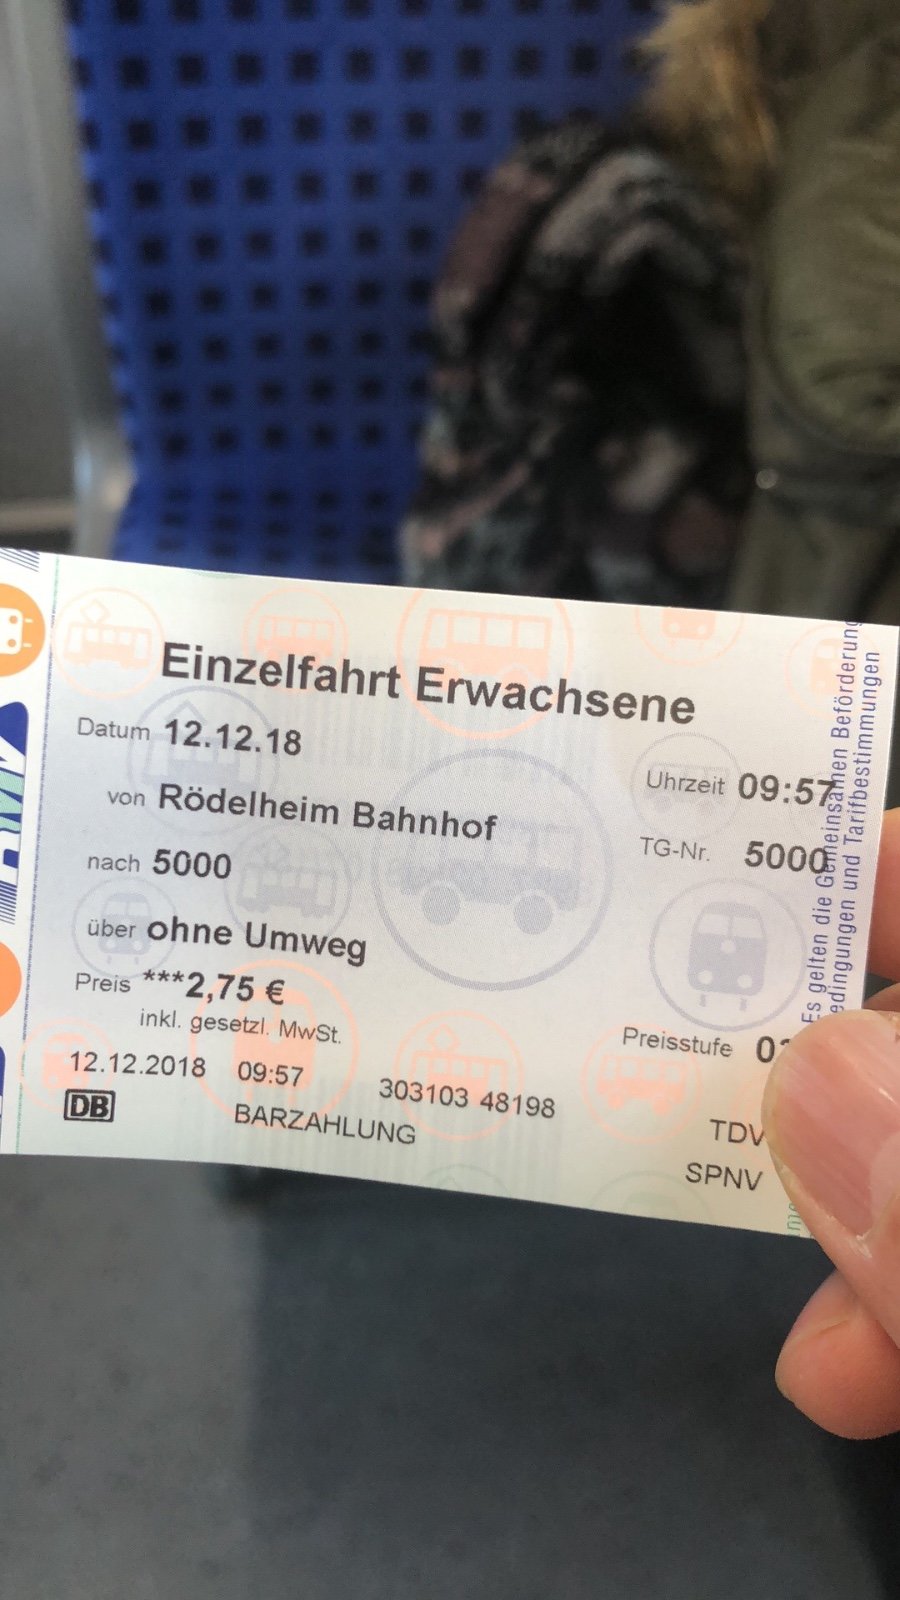 Einzelfahrt Erwachsene
Datum 12.12.18
Uhrzeit 09:57
von Rödelheim Bahnhof
TG-Nr. 5000
nach 5000
über ohne Umweg
Preis ***2,75 €
inkl. gesetzl. MwSt.
Preisstufe
12.12.2018 09:57 303103 48198
DB
BARZAHLUNG
TDV
SPNV
Es gelten die Gemeinsamen Beförderung
edingungen und Tarifbestimmungen